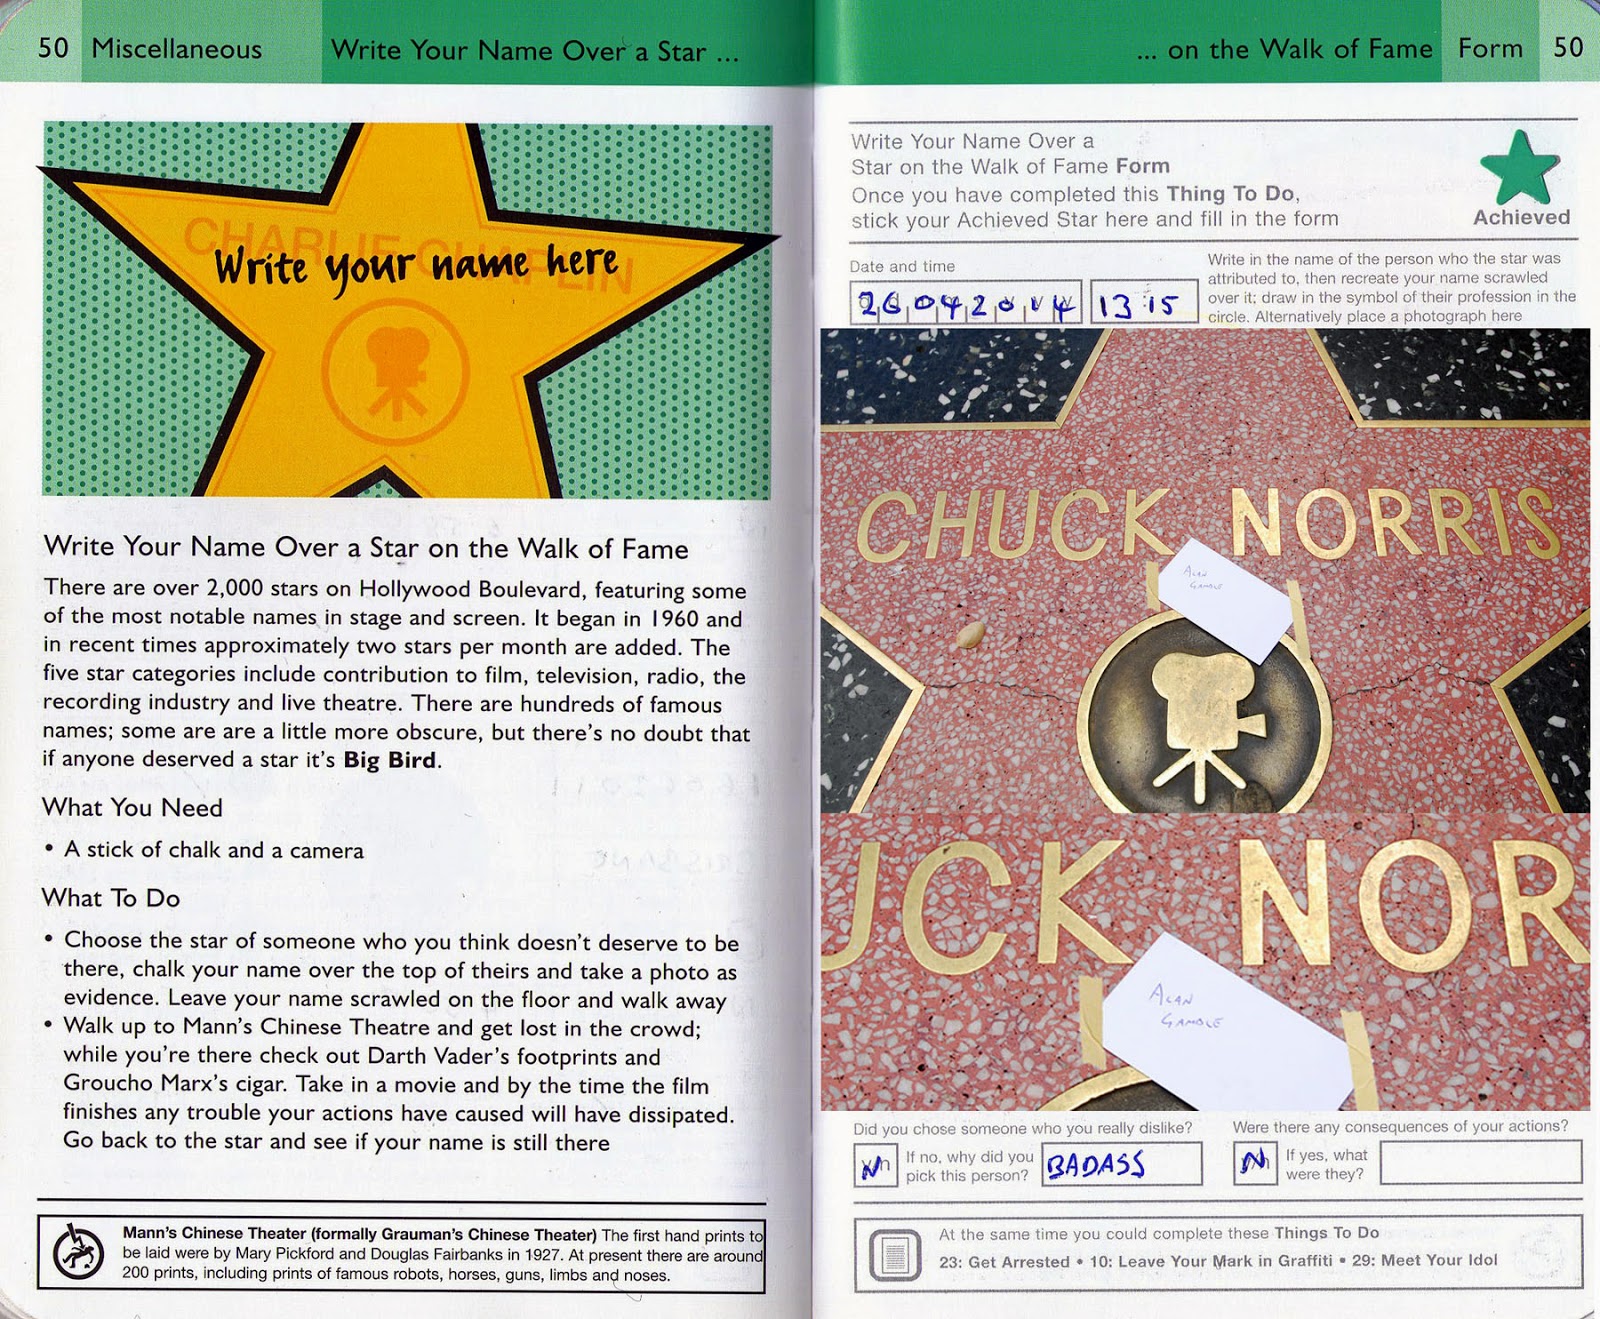 50 Miscellaneous Write Your Name Over a Star ...
CHARLIE CHAPLIN
Write your name here
Write Your Name Over a Star on the Walk of Fame
There are over 2,000 stars on Hollywood Boulevard, featuring some
of the most notable names in stage and screen. It began in 1960 and
in recent times approximately two stars per month are added. The
five star categories include contribution to film, television, radio, the
recording industry and live theatre. There are hundreds of famous
names; some are are a little more obscure, but there's no doubt that
if anyone deserved a star it's Big Bird.
What You Need
• A stick of chalk and a camera
What To Do
• Choose the star of someone who you think doesn't deserve to be
there, chalk your name over the top of theirs and take a photo as
evidence. Leave your name scrawled on the floor and walk away
• Walk up to Mann's Chinese Theatre and get lost in the crowd;
while you're there check out Darth Vader's footprints and
Groucho Marx's cigar. Take in a movie and by the time the film
finishes any trouble your actions have caused will have dissipated.
Go back to the star and see if your name is still there
Mann's Chinese Theater (formally Grauman's Chinese Theater) The first hand prints to
be laid were by Mary Pickford and Douglas Fairbanks in 1927. At present there are around
200 prints, including prints of famous robots, horses, guns, limbs and noses.
... on the Walk of Fame Form 50
Write Your Name Over a
Star on the Walk of Fame Form
Once you have completed this Thing To Do,
stick your Achieved Star here and fill in the form
Achieved
Date and time
26042014 13:15
Write in the name of the person who the star was
attributed to, then recreate your name scrawled
over it; draw in the symbol of their profession in the
circle. Alternatively place a photograph here
CHUCK NORRIS
ALAN
GAMBLE
UCK NOR
ALAN
GAMBLE
Did you chose someone who you really dislike?
N
If no, why did you
pick this person?
BADASS
Were there any consequences of your actions?
N
If yes, what
were they?
At the same time you could complete these Things To Do
23: Get Arrested • 10: Leave Your Mark in Graffiti • 29: Meet Your Idol